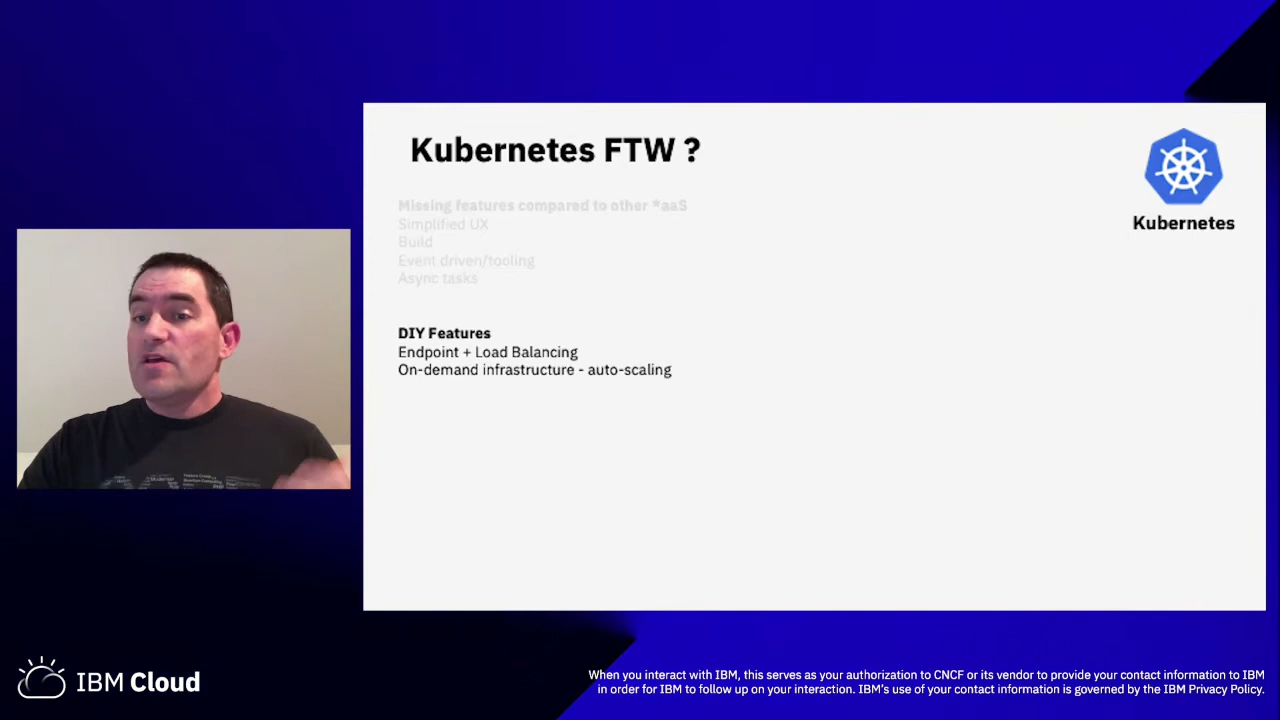 Kubernetes FTW ?
Kubernetes
Missing features compared to other *aaS
Simplified UX
Build
Event driven/tooling
Async tasks
DIY Features
Endpoint + Load Balancing
On-demand infrastructure - auto-scaling
IBM Cloud
When you interact with IBM, this serves as your authorization to CNCF or its vendor to provide your contact information to IBM
in order for IBM to follow up on your interaction. IBM's use of your contact information is governed by the IBM Privacy Policy.